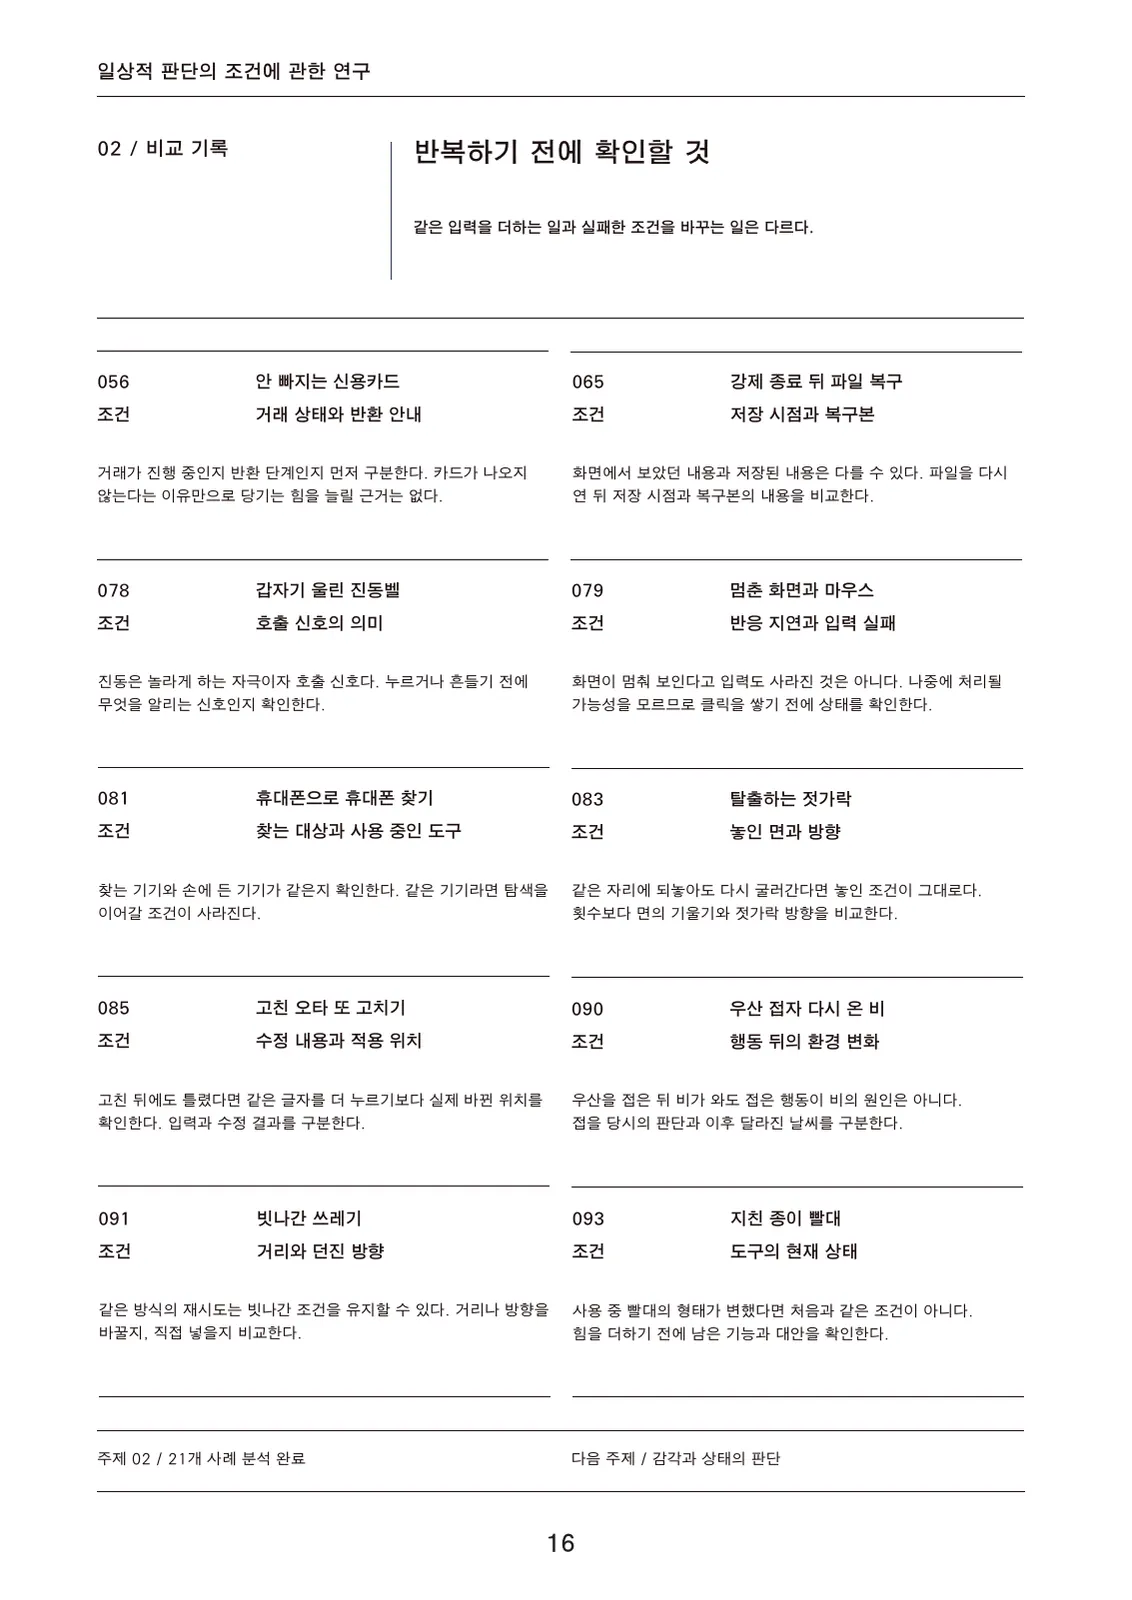 일상적 판단의 조건에 관한 연구
02 / 비교 기록
반복하기 전에 확인할 것
같은 입력을 더하는 일과 실패한 조건을 바꾸는 일은 다르다.
056 안 빠지는 신용카드
조건 거래 상태와 반환 안내
거래가 진행 중인지 반환 단계인지 먼저 구분한다. 카드가 나오지
않는다는 이유만으로 당기는 힘을 늘릴 근거는 없다.
065 강제 종료 뒤 파일 복구
조건 저장 시점과 복구본
화면에서 보았던 내용과 저장된 내용은 다를 수 있다. 파일을 다시
연 뒤 저장 시점과 복구본의 내용을 비교한다.
078 갑자기 울린 진동벨
조건 호출 신호의 의미
진동은 놀라게 하는 자극이자 호출 신호다. 누르거나 흔들기 전에
무엇을 알리는 신호인지 확인한다.
079 멈춘 화면과 마우스
조건 반응 지연과 입력 실패
화면이 멈춰 보인다고 입력도 사라진 것은 아니다. 나중에 처리될
가능성을 모르므로 클릭을 쌓기 전에 상태를 확인한다.
081 휴대폰으로 휴대폰 찾기
조건 찾는 대상과 사용 중인 도구
찾는 기기와 손에 든 기기가 같은지 확인한다. 같은 기기라면 탐색을
이어갈 조건이 사라진다.
083 탈출하는 젓가락
조건 놓인 면과 방향
같은 자리에 되놓아도 다시 굴러간다면 놓인 조건이 그대로다.
횟수보다 면의 기울기와 젓가락 방향을 비교한다.
085 고친 오타 또 고치기
조건 수정 내용과 적용 위치
고친 뒤에도 틀렸다면 같은 글자를 더 누르기보다 실제 바뀐 위치를
확인한다. 입력과 수정 결과를 구분한다.
090 우산 접자 다시 온 비
조건 행동 뒤의 환경 변화
우산을 접은 뒤 비가 와도 접은 행동이 비의 원인은 아니다.
접을 당시의 판단과 이후 달라진 날씨를 구분한다.
091 빗나간 쓰레기
조건 거리와 던진 방향
같은 방식의 재시도는 빗나간 조건을 유지할 수 있다. 거리나 방향을
바꿀지, 직접 넣을지 비교한다.
093 지친 종이 빨대
조건 도구의 현재 상태
사용 중 빨대의 형태가 변했다면 처음과 같은 조건이 아니다.
힘을 더하기 전에 남은 기능과 대안을 확인한다.
주제 02 / 21개 사례 분석 완료
다음 주제 / 감각과 상태의 판단
16